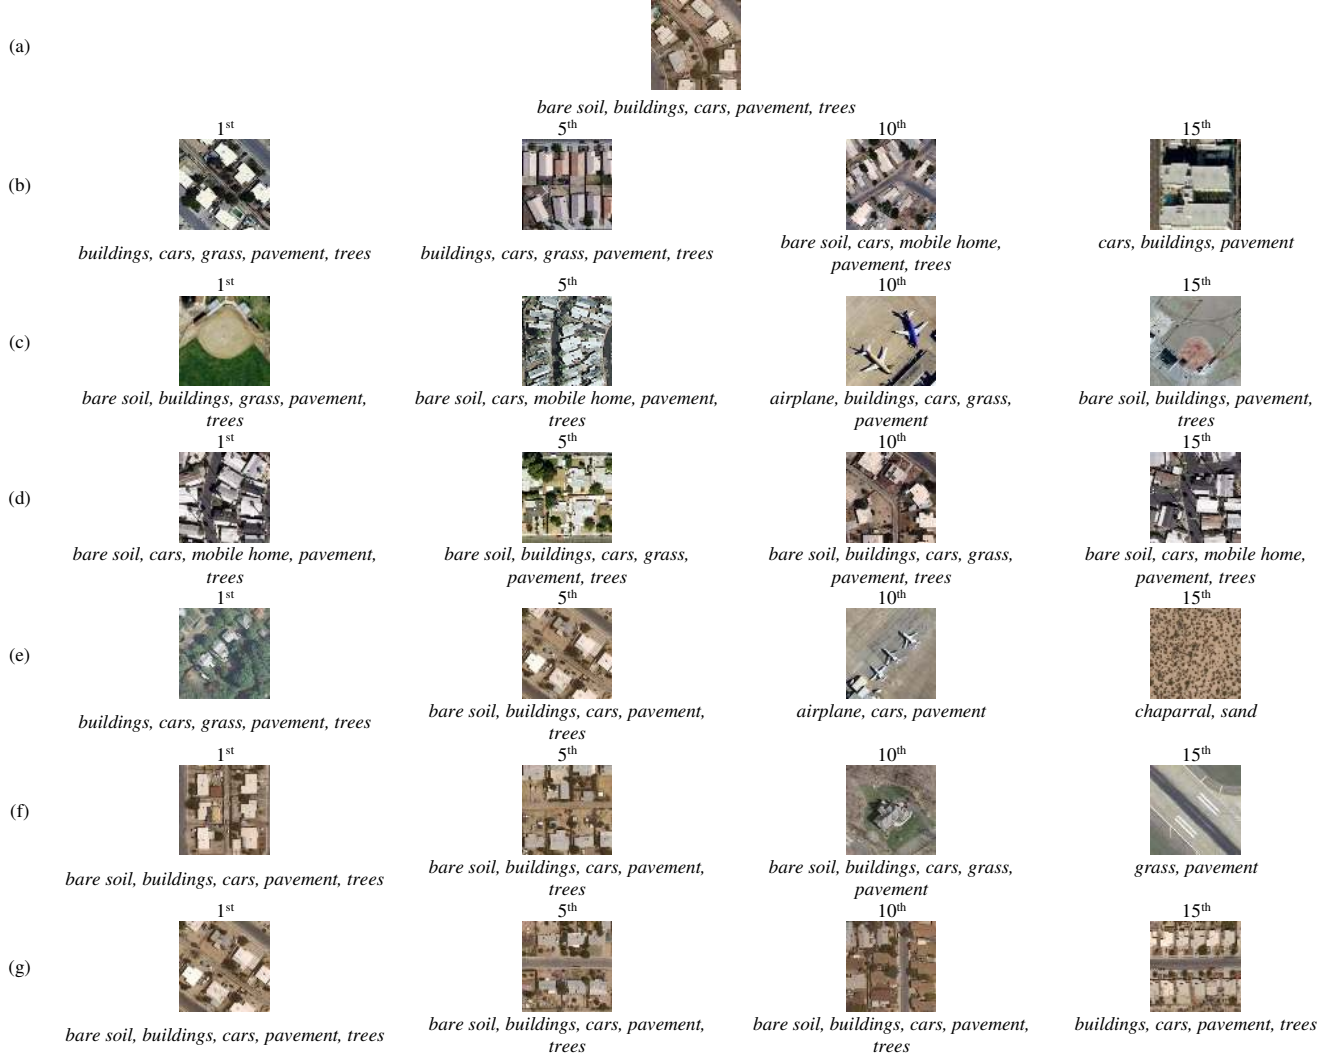 (a)
bare soil, buildings, cars, pavement, trees
1st 5th 10th 15th
(b)
buildings, cars, grass, pavement, trees
buildings, cars, grass, pavement, trees
bare soil, cars, mobile home,
pavement, trees
cars, buildings, pavement
1st 5th 10th 15th
(c)
bare soil, buildings, grass, pavement,
trees
bare soil, cars, mobile home, pavement,
trees
airplane, buildings, cars, grass,
pavement
bare soil, buildings, pavement,
trees
1st 5th 10th 15th
(d)
bare soil, cars, mobile home, pavement,
trees
bare soil, buildings, cars, grass,
pavement, trees
bare soil, buildings, cars, grass,
pavement, trees
bare soil, cars, mobile home,
pavement, trees
1st 5th 10th 15th
(e)
buildings, cars, grass, pavement, trees
bare soil, buildings, cars, pavement,
trees
airplane, cars, pavement
chaparral, sand
1st 5th 10th 15th
(f)
bare soil, buildings, cars, pavement, trees
bare soil, buildings, cars, pavement,
trees
bare soil, buildings, cars, grass,
pavement
grass, pavement
1st 5th 10th 15th
(g)
bare soil, buildings, cars, pavement, trees
bare soil, buildings, cars, pavement,
trees
bare soil, buildings, cars, pavement,
trees
buildings, cars, pavement, trees